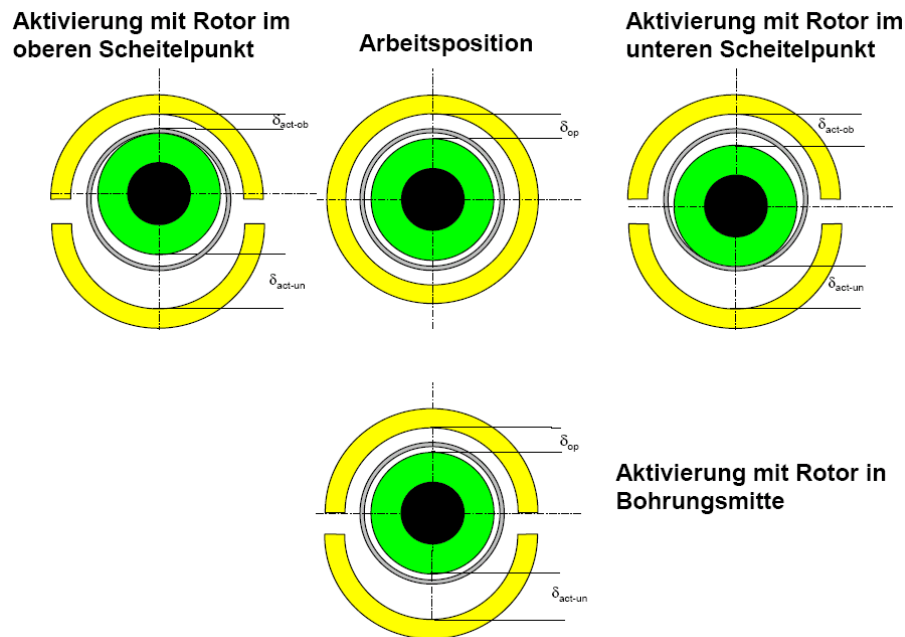 Aktivierung mit Rotor im
oberen Scheitelpunkt
Arbeitsposition
Aktivierung mit Rotor im
unteren Scheitelpunkt
δact-ob
δact-un
δop
δact-ob
δact-un
δop
δact-un
Aktivierung mit Rotor in
Bohrungsmitte